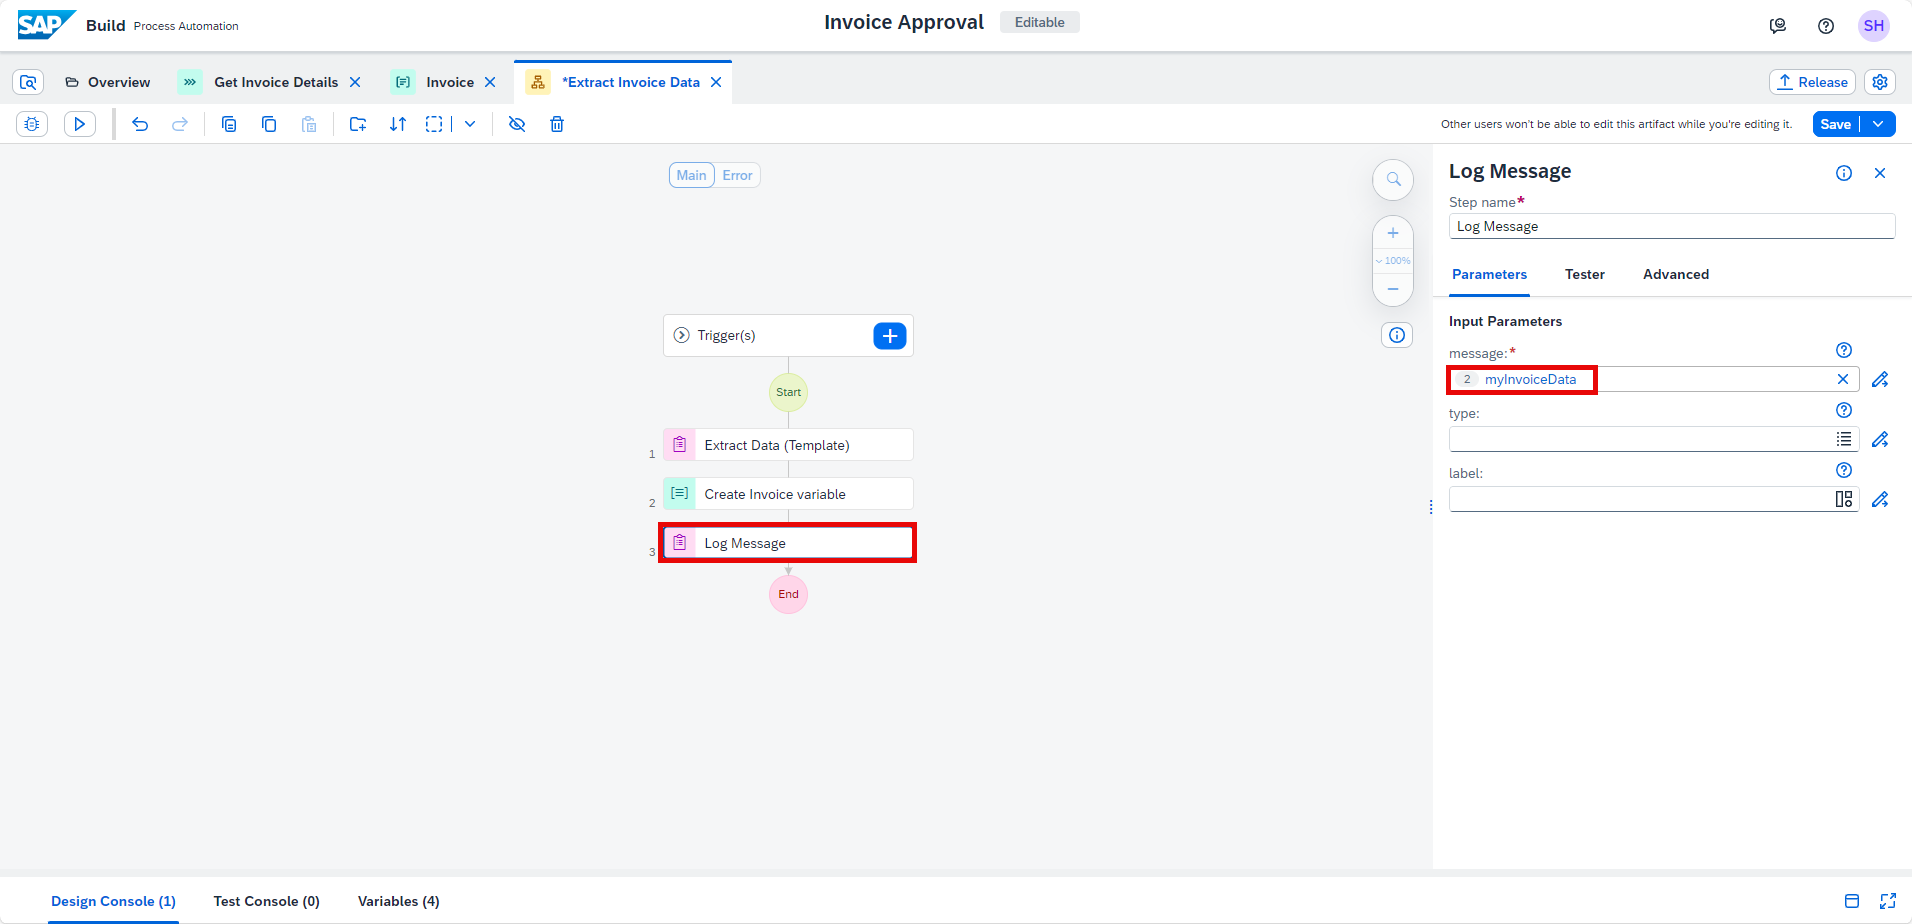 SAP Build Process Automation
Invoice Approval Editable
SH
Overview Get Invoice Details Invoice *Extract Invoice Data Release
Other users won't be able to edit this artifact while you're editing it. Save
Main Error
100%
Trigger(s)
Start
1 Extract Data (Template)
2 Create Invoice variable
3 Log Message
End
Log Message
Step name*
Log Message
Parameters Tester Advanced
Input Parameters
message:*
2 myInvoiceData
type:
label:
Design Console (1) Test Console (0) Variables (4)